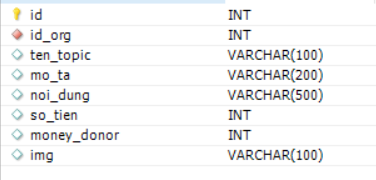 id INT
id_org INT
ten_topic VARCHAR(100)
mo_ta VARCHAR(200)
noi_dung VARCHAR(500)
so_tien INT
money_donor INT
img VARCHAR(100)